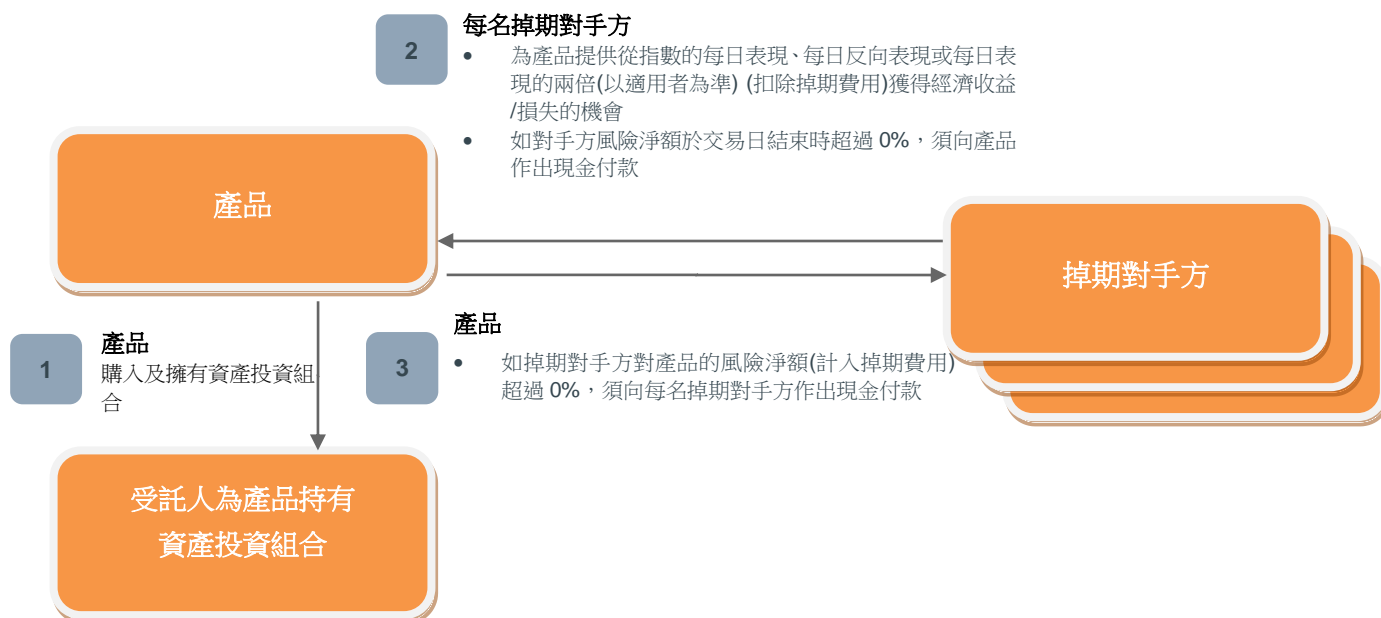 2
每名掉期對手方
• 為產品提供從指數的每日表現、每日反向表現或每日表
現的兩倍(以適用者為準) (扣除掉期費用)獲得經濟收益
/損失的機會
• 如對手方風險淨額於交易日結束時超過 0%，須向產品
作出現金付款
產品
掉期對手方
1
產品
購入及擁有資產投資組
合
3
產品
• 如掉期對手方對產品的風險淨額(計入掉期費用)
超過 0%，須向每名掉期對手方作出現金付款
受託人為產品持有
資產投資組合